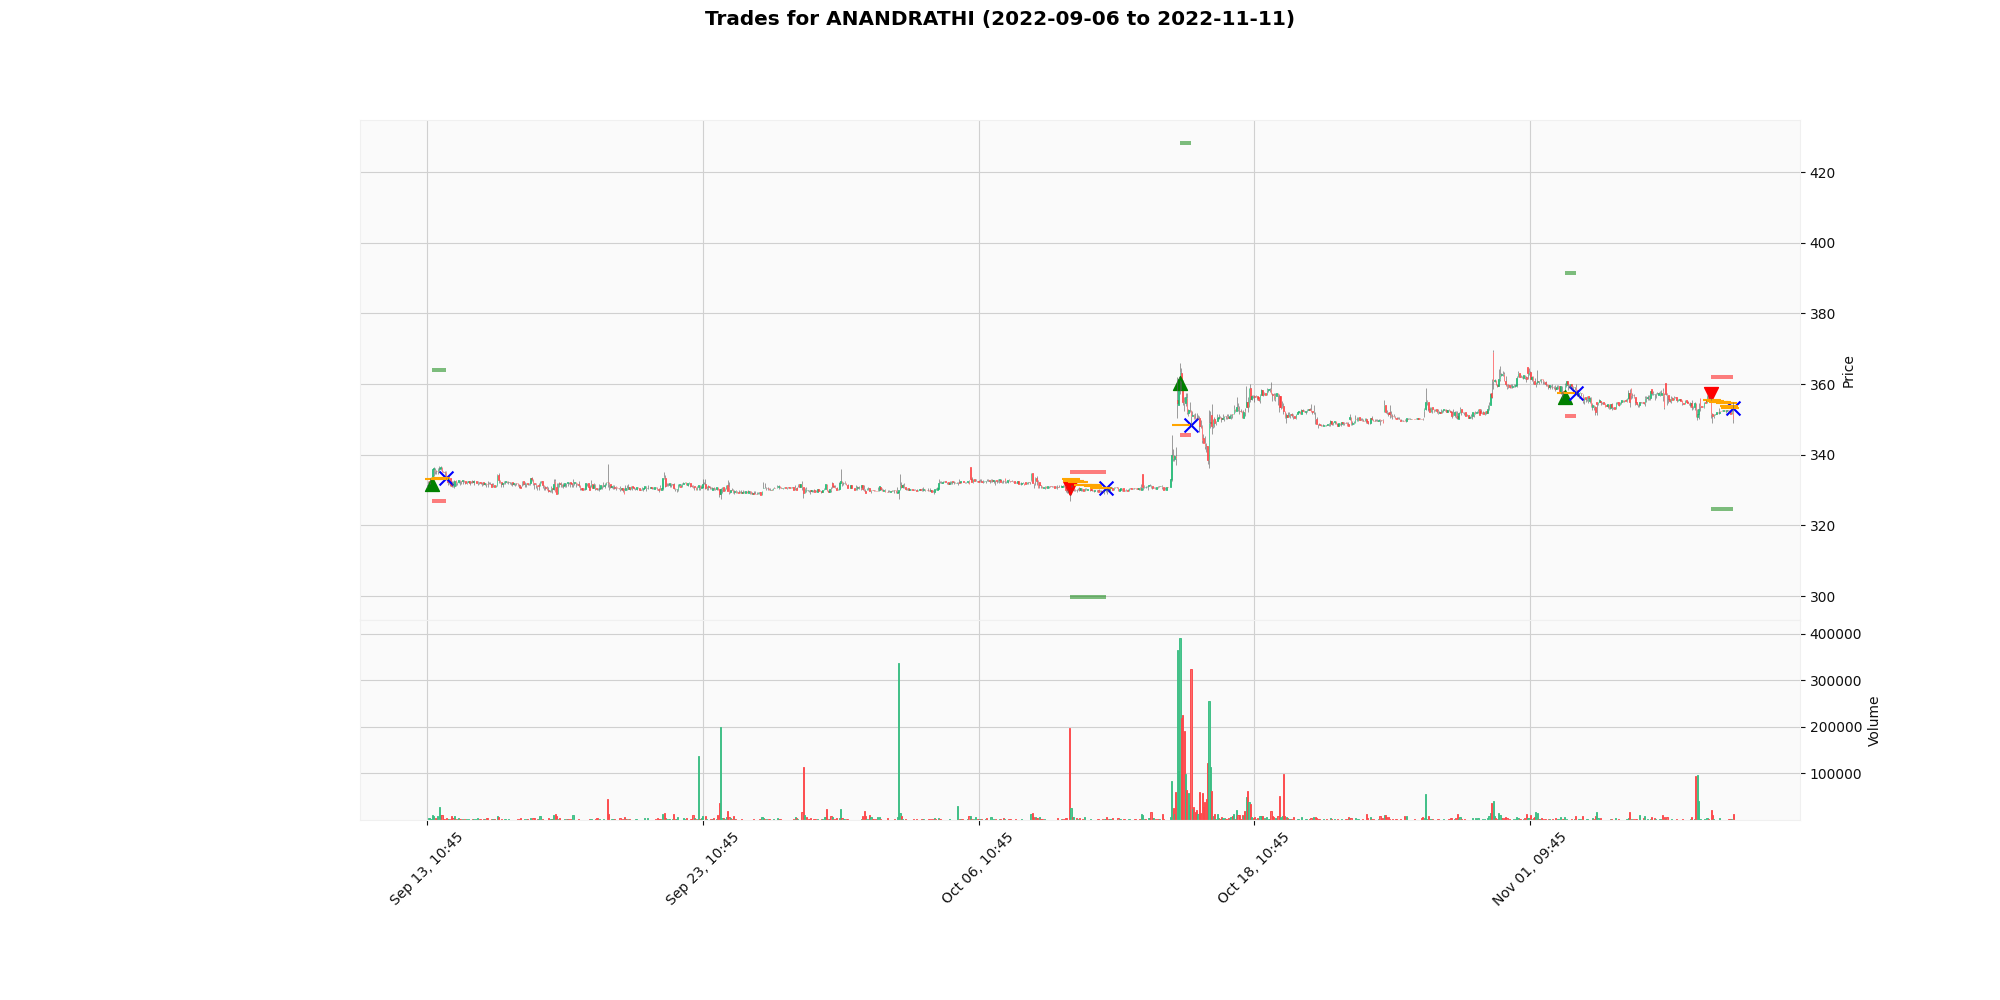 Trades for ANANDRATHI (2022-09-06 to 2022-11-11)
420
400
380
360
340
320
300
Price
400000
300000
200000
100000
Volume
Sep 13, 10:45
Sep 23, 10:45
Oct 06, 10:45
Oct 18, 10:45
Nov 01, 09:45